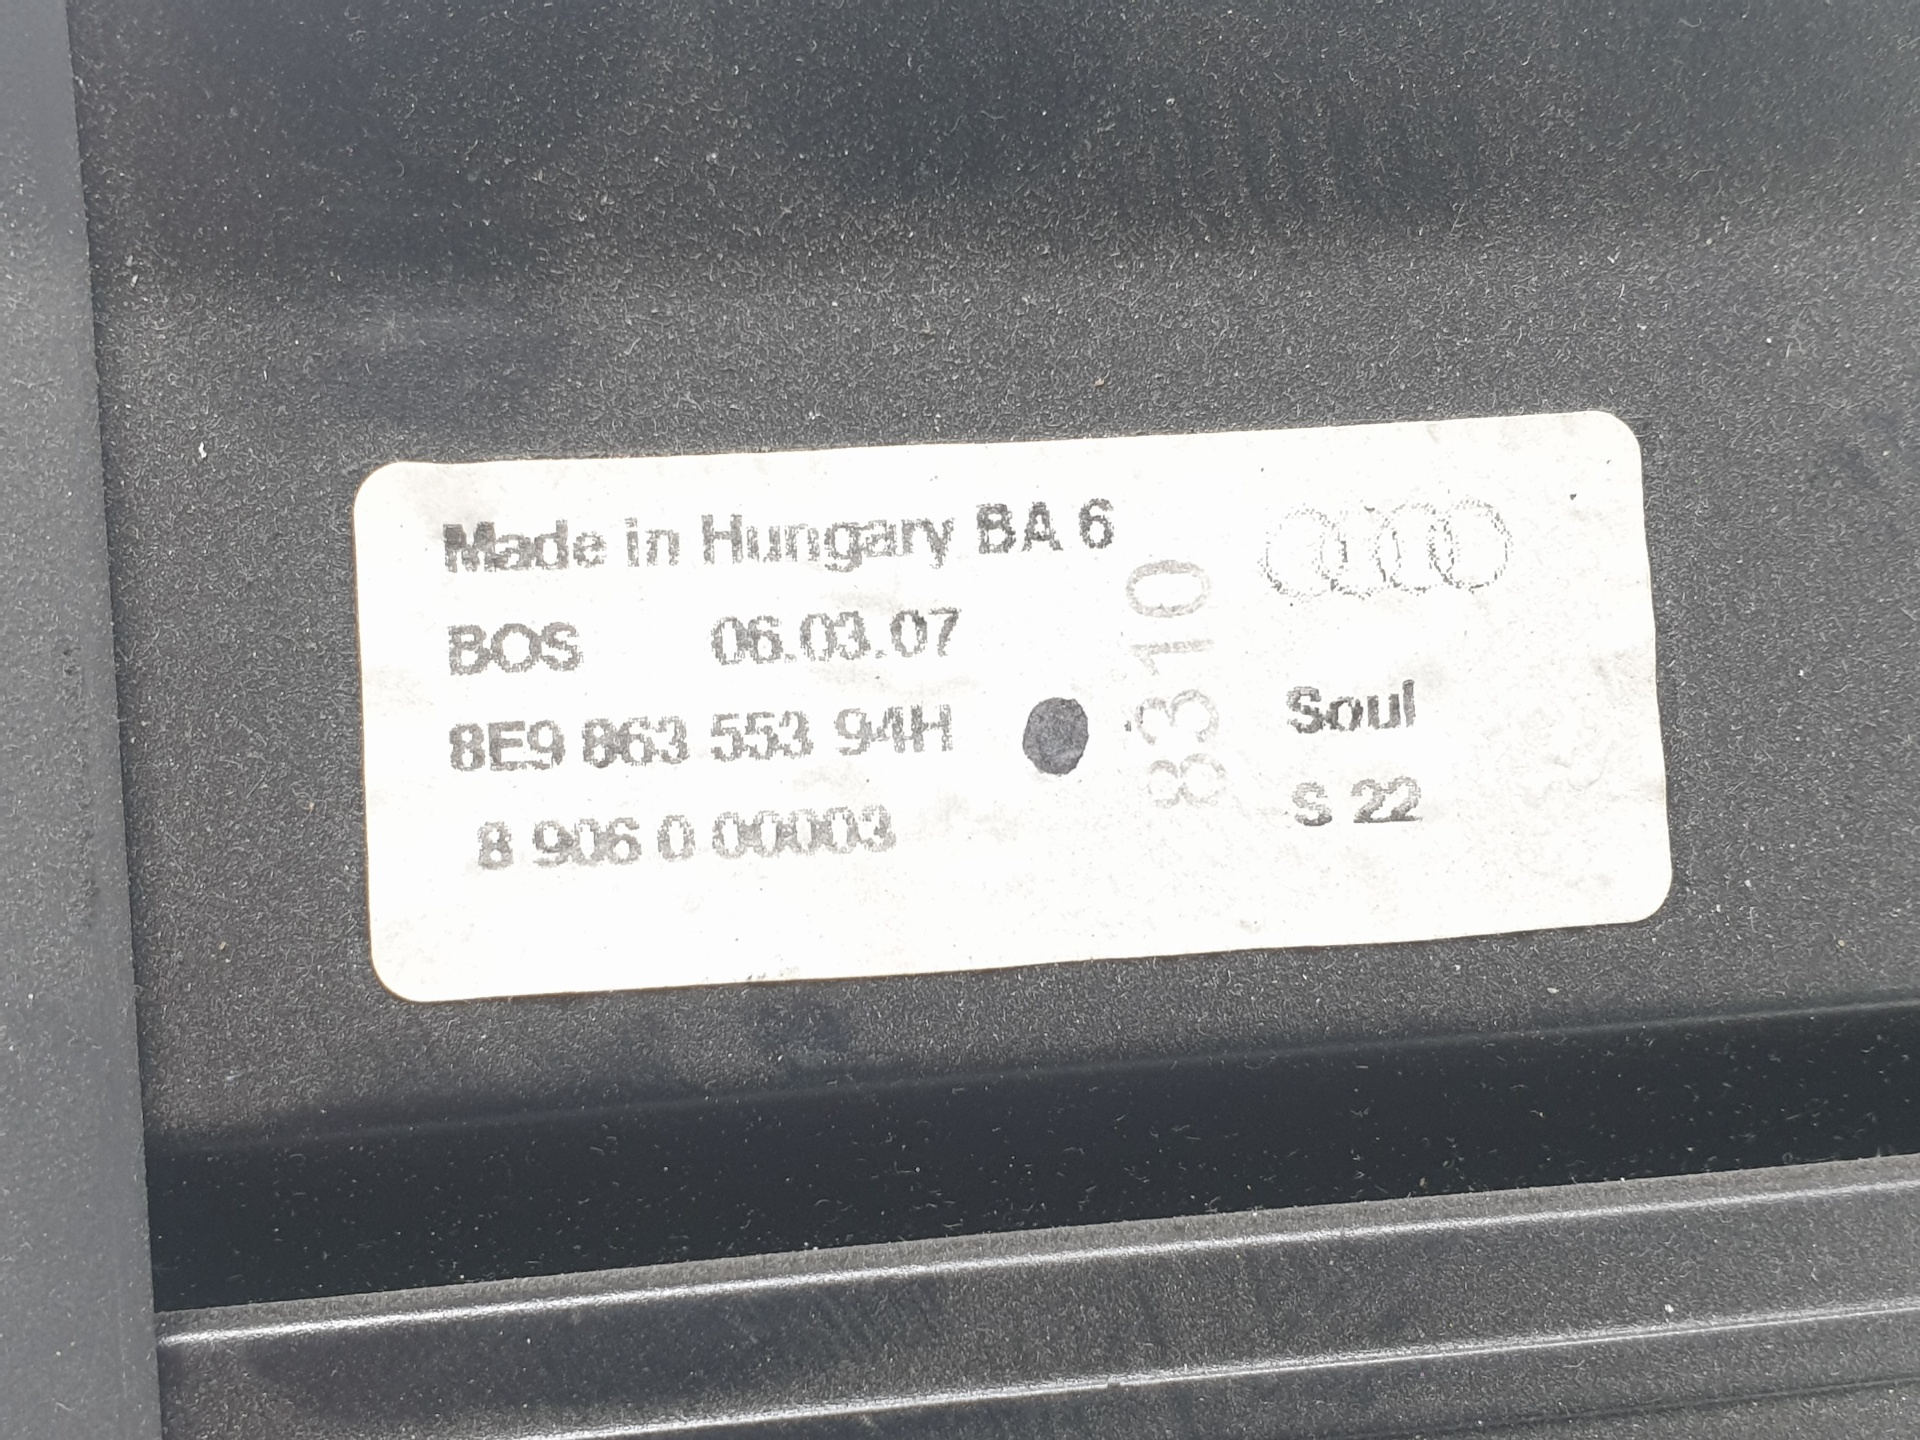 Made in Hungary BA 6
BOS 06.03.07
8E9 863 553 94H
8 906 0 00003
83310
Soul
S 22